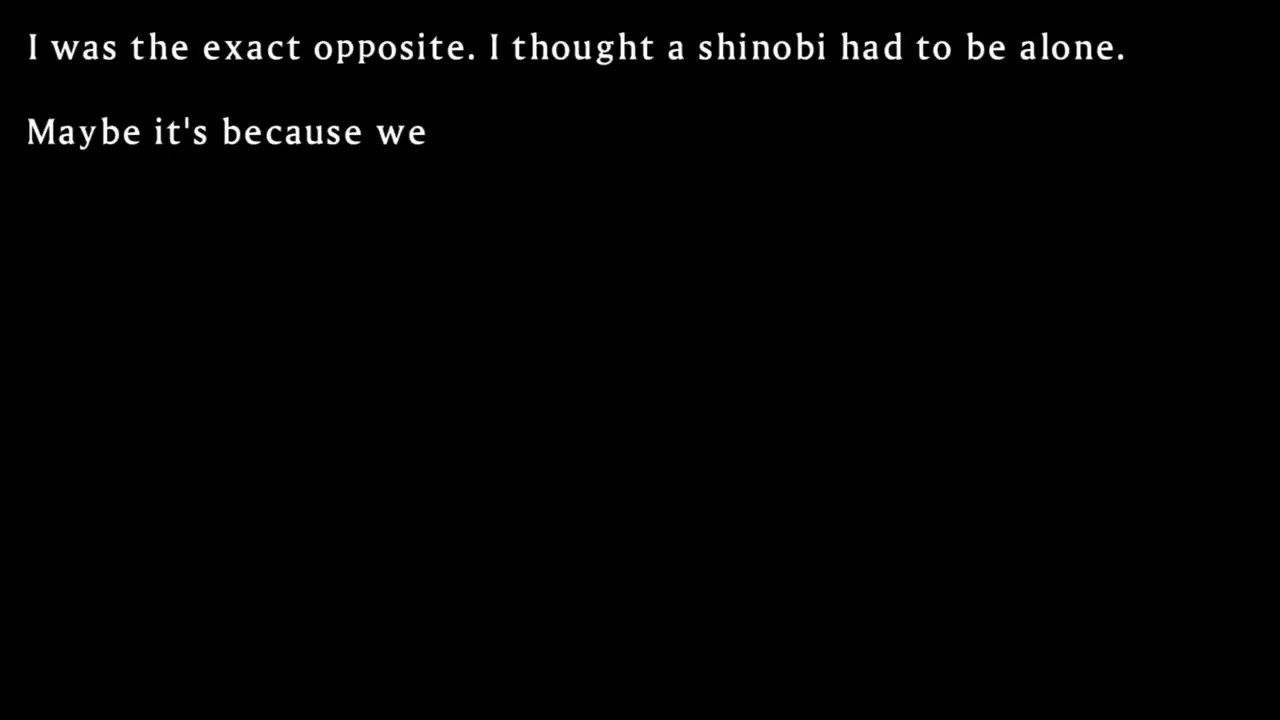 I was the exact opposite. I thought a shinobi had to be alone.
Maybe it's because we